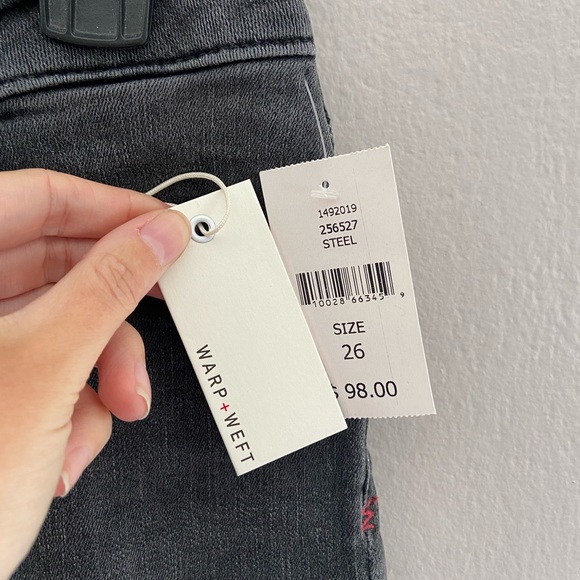 WARP+WEFT
1492019
256527
STEEL
10028 66345 9
SIZE
26
$ 98.00